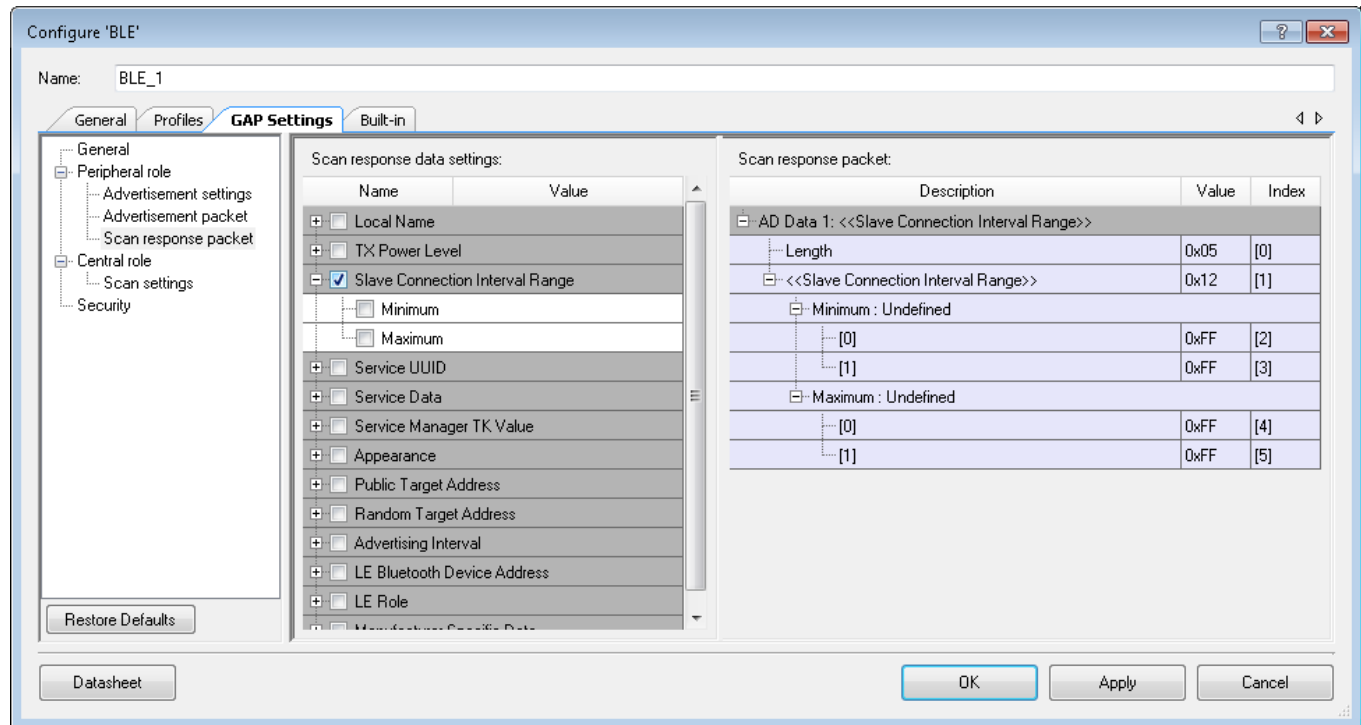 Configure 'BLE'
Name: BLE_1
General Profiles GAP Settings Built-in
General
Peripheral role
Advertisement settings
Advertisement packet
Scan response packet
Central role
Scan settings
Security
Restore Defaults
Scan response data settings:
Name Value
Local Name
TX Power Level
Slave Connection Interval Range
Minimum
Maximum
Service UUID
Service Data
Service Manager TK Value
Appearance
Public Target Address
Random Target Address
Advertising Interval
LE Bluetooth Device Address
LE Role
Scan response packet:
Description Value Index
AD Data 1: <<Slave Connection Interval Range>>
Length 0x05 [0]
<<Slave Connection Interval Range>> 0x12 [1]
Minimum : Undefined
[0] 0xFF [2]
[1] 0xFF [3]
Maximum : Undefined
[0] 0xFF [4]
[1] 0xFF [5]
Datasheet OK Apply Cancel